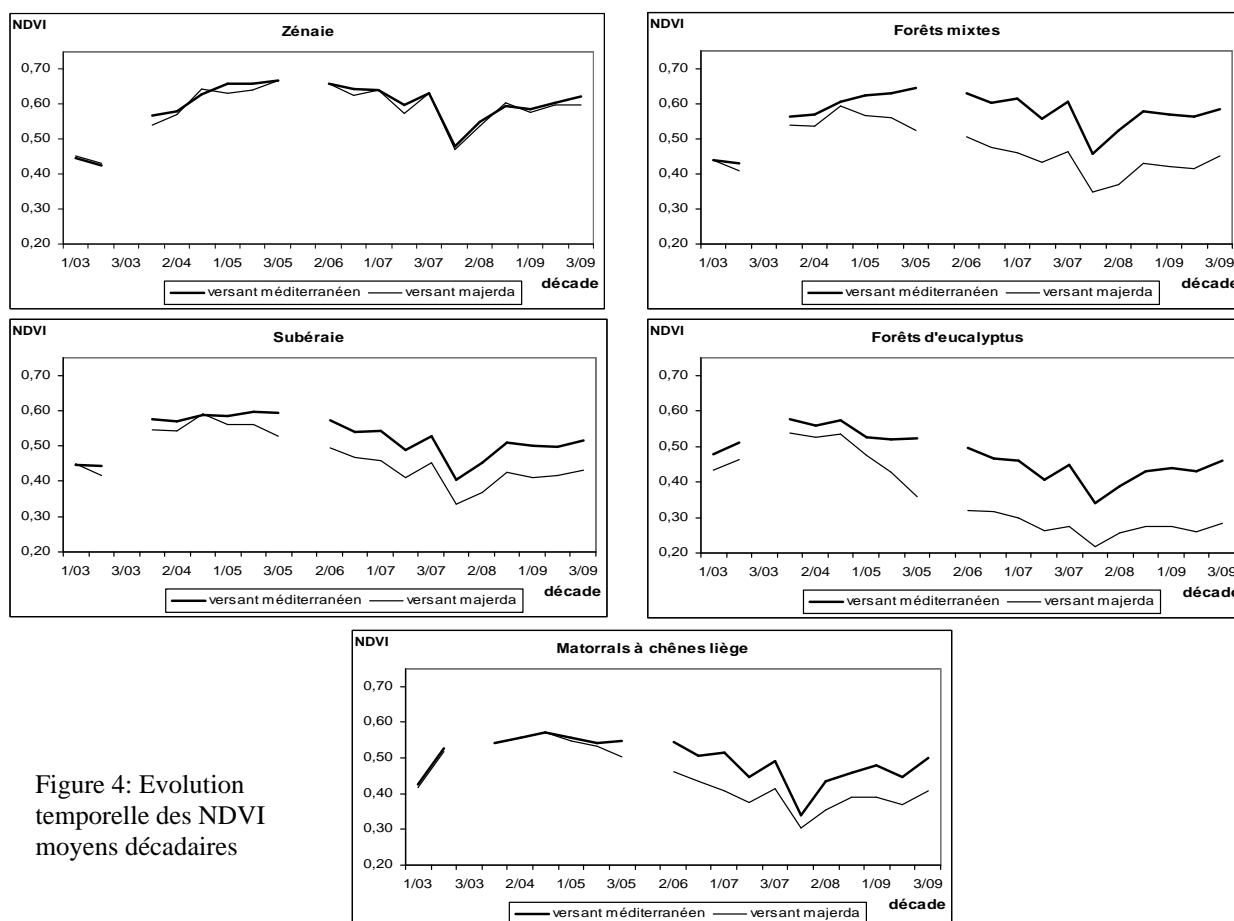 NDVI
Zénaie
0,70
0,60
0,50
0,40
0,30
0,20
1/03 3/03 2/04 1/05 3/05 2/06 1/07 3/07 2/08 1/09 3/09
décade
versant méditerranéen versant majerda
NDVI
Forêts mixtes
0,70
0,60
0,50
0,40
0,30
0,20
1/03 3/03 2/04 1/05 3/05 2/06 1/07 3/07 2/08 1/09 3/09
décade
versant méditerranéen versant majerda
NDVI
Subéraie
0,70
0,60
0,50
0,40
0,30
0,20
1/03 3/03 2/04 1/05 3/05 2/06 1/07 3/07 2/08 1/09 3/09
décade
versant méditerranéen versant majerda
NDVI
Forêts d'eucalyptus
0,70
0,60
0,50
0,40
0,30
0,20
1/03 3/03 2/04 1/05 3/05 2/06 1/07 3/07 2/08 1/09 3/09
décade
versant méditerranéen versant majerda
NDVI
Matorrals à chênes liège
0,70
0,60
0,50
0,40
0,30
0,20
1/03 3/03 2/04 1/05 3/05 2/06 1/07 3/07 2/08 1/09 3/09
décade
versant méditerranéen versant majerda
Figure 4: Evolution
temporelle des NDVI
moyens décadaires